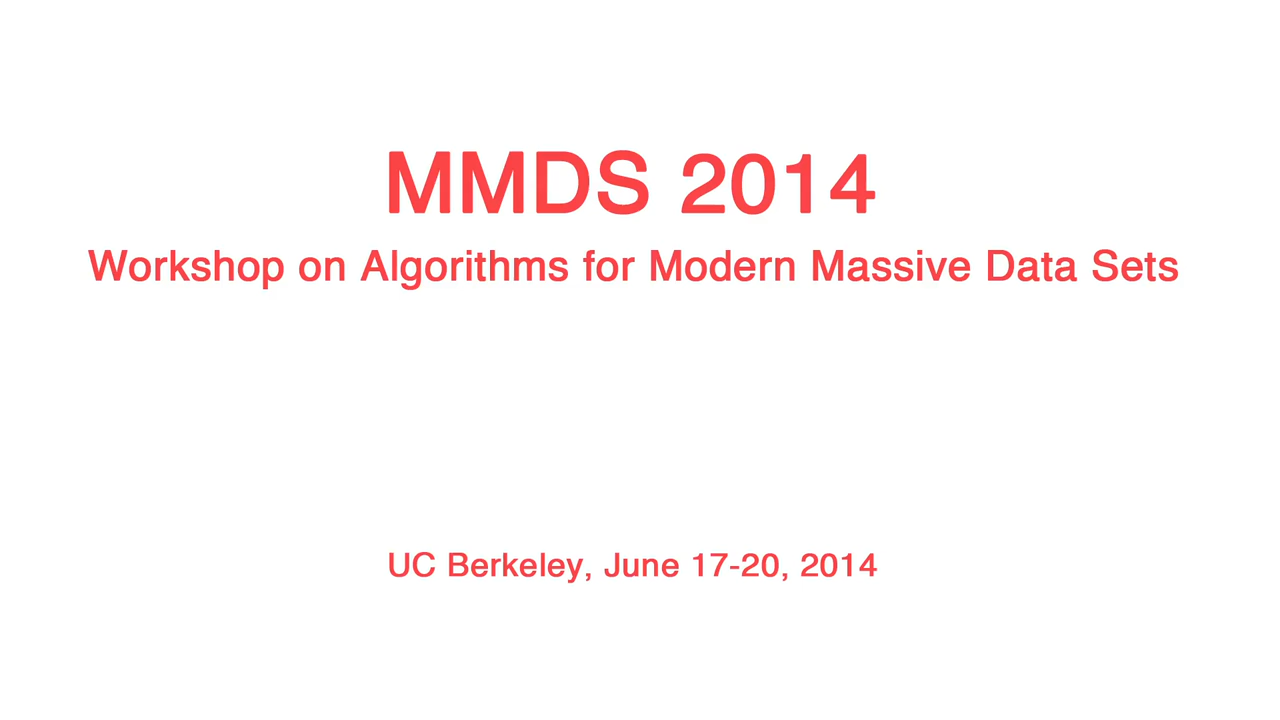 MMDS 2014
Workshop on Algorithms for Modern Massive Data Sets
UC Berkeley, June 17-20, 2014